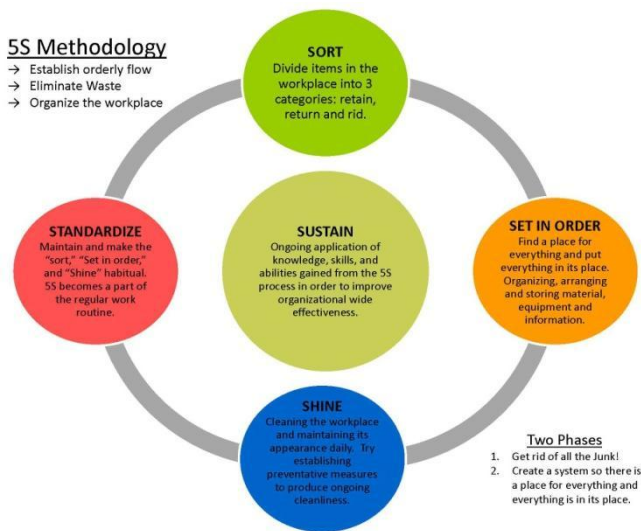 5S Methodology
→ Establish orderly flow
→ Eliminate Waste
→ Organize the workplace
SORT
Divide items in the
workplace into 3
categories: retain,
return and rid.
STANDARDIZE
Maintain and make the
“sort,” “Set in order,”
and “Shine” habitual.
5S becomes a part of
the regular work
routine.
SUSTAIN
Ongoing application of
knowledge, skills, and
abilities gained from the 5S
process in order to improve
organizational wide
effectiveness.
SET IN ORDER
Find a place for
everything and put
everything in its place.
Organizing, arranging
and storing material,
equipment and
information.
SHINE
Cleaning the workplace
and maintaining its
appearance daily. Try
establishing
preventative measures
to produce ongoing
cleanliness.
Two Phases
1. Get rid of all the Junk!
2. Create a system so there is
a place for everything and
everything is in its place.